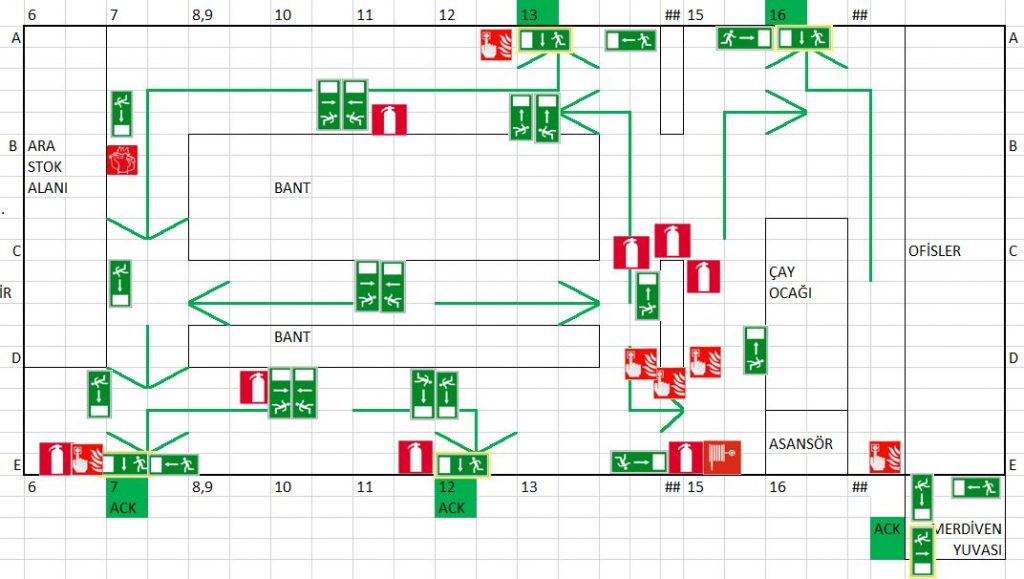 6 7 8,9 10 11 12 13 ## 15 16 ##
A A
B ARA B
STOK
ALANI
BANT
.
C OFİSLER C
ÇAY
İR OCAĞI
BANT
D D
ASANSÖR
E E
6 7 8,9 10 11 12 13 ## 15 16 ##
ACK ACK
ACK MERDİVEN
YUVASI